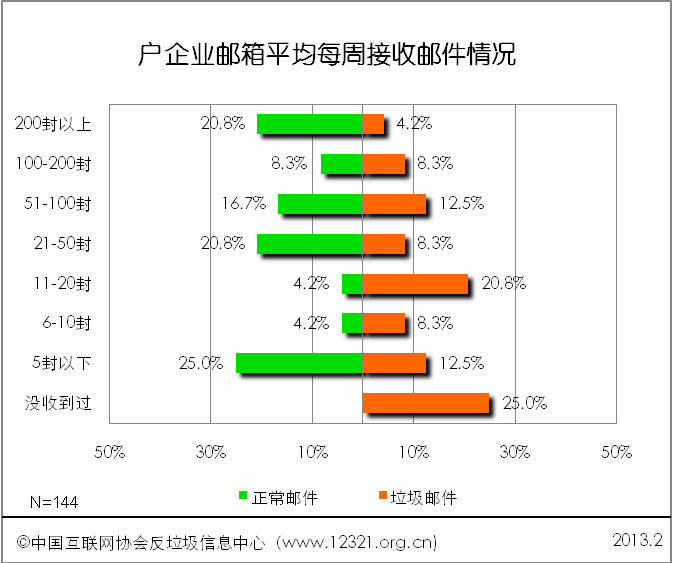 户企业邮箱平均每周接收邮件情况
200封以上 20.8% 4.2%
100-200封 8.3% 8.3%
51-100封 16.7% 12.5%
21-50封 20.8% 8.3%
11-20封 4.2% 20.8%
6-10封 4.2% 8.3%
5封以下 25.0% 12.5%
没收到过 25.0%
50% 30% 10% 10% 30% 50%
N=144 正常邮件 垃圾邮件
©中国互联网协会反垃圾信息中心（www.12321.org.cn) 2013.2